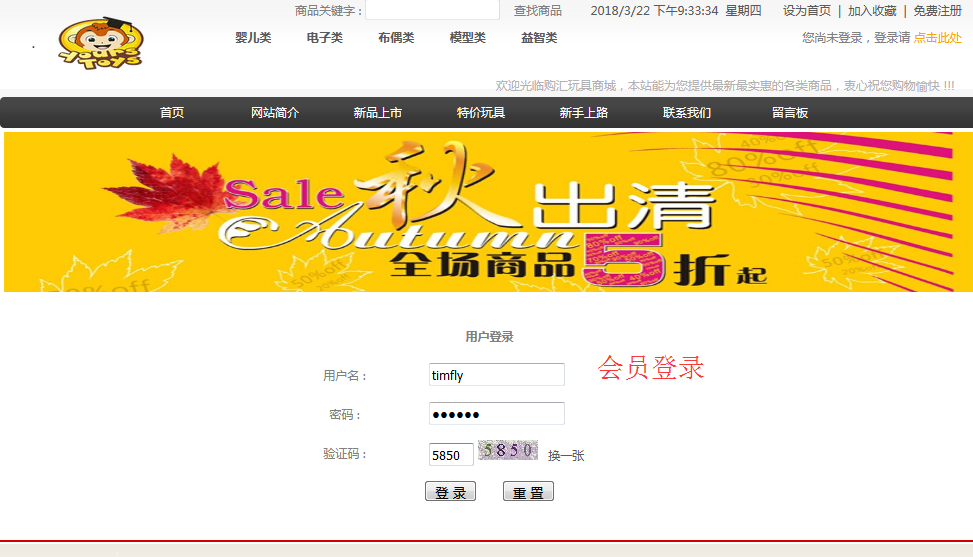 商品关键字 : 查找商品 2018/3/22 下午9:33:34 星期四 设为首页 | 加入收藏 | 免费注册
Yours Toys
婴儿类 电子类 布偶类 模型类 益智类 您尚未登录，登录请 点击此处
欢迎光临购汇玩具商城，本站能为您提供最新最实惠的各类商品，衷心祝您购物愉快 !!!
首页 网站简介 新品上市 特价玩具 新手上路 联系我们 留言板
40%off
80%off
30%off
Sale 秋 出清
Autumn
全场商品5折起
80%off
50%off
50%off
20%off
用户登录
会员登录
用户名 : timfly
密码 : ●●●●●●
验证码 : 5850 5850 换一张
登 录 重 置